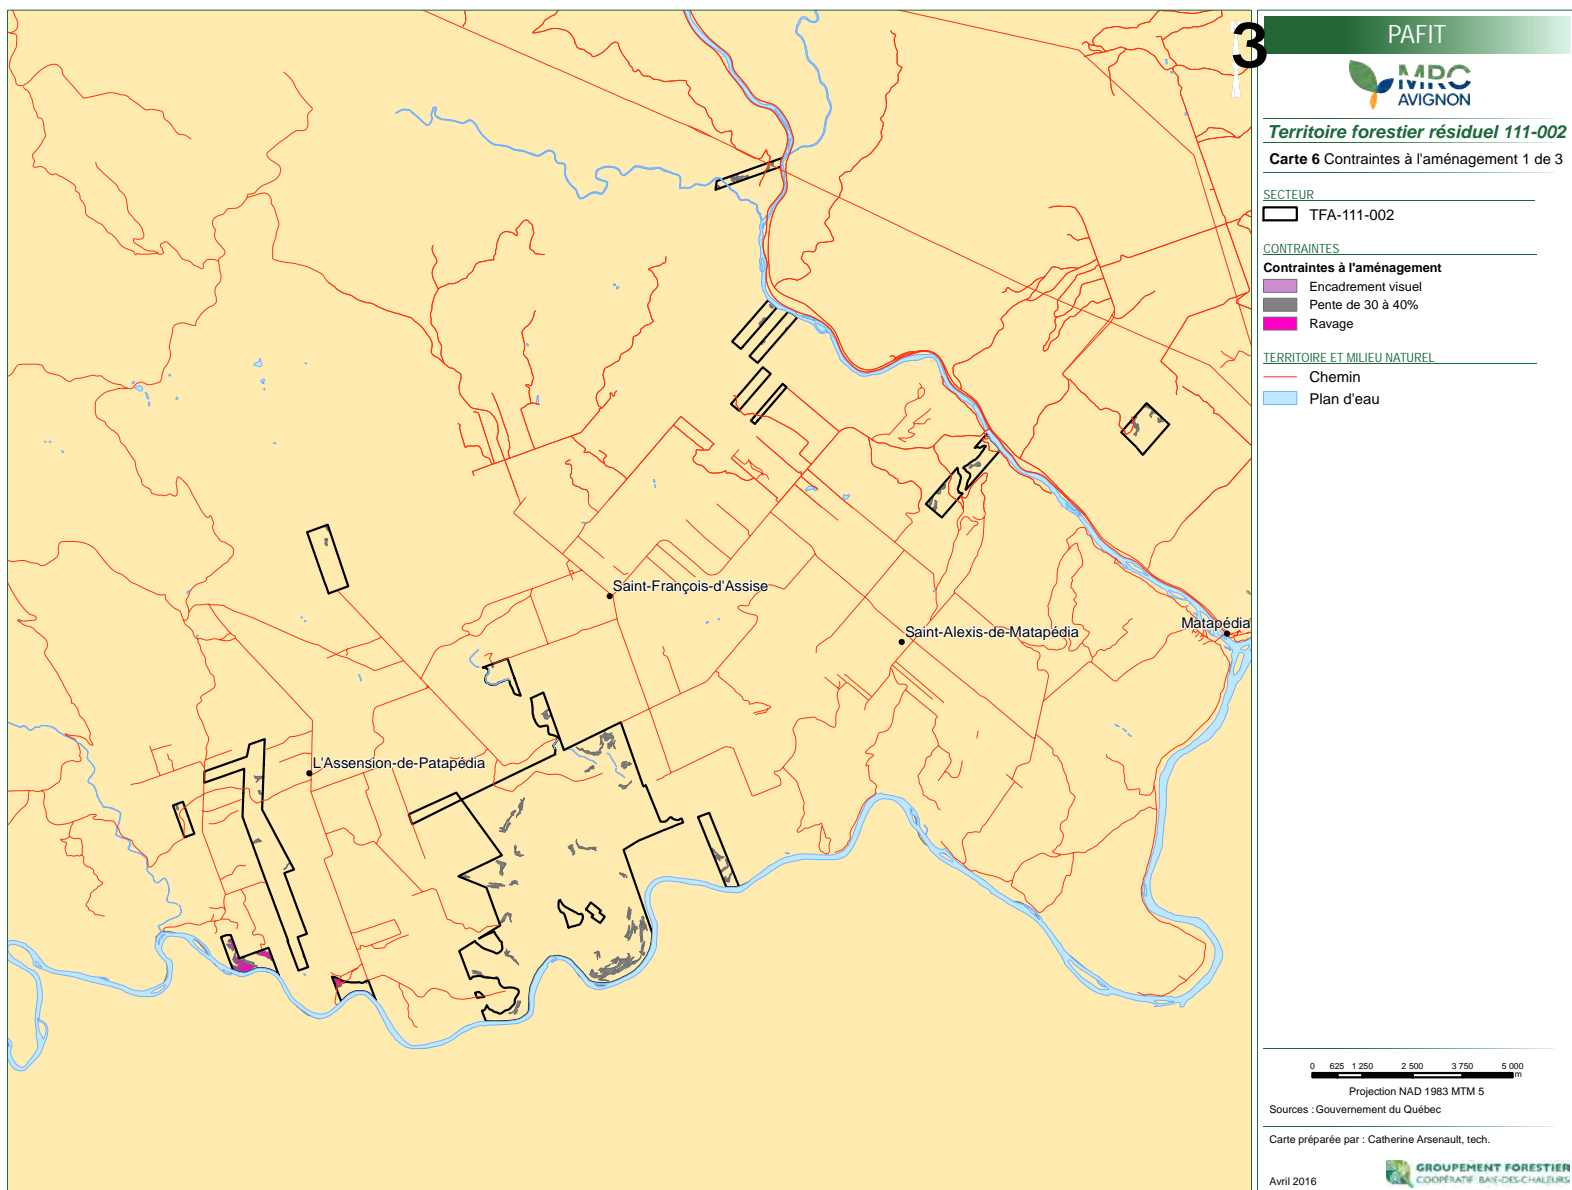 3
PAFIT
MRC
AVIGNON
Territoire forestier résiduel 111-002
Carte 6 Contraintes à l'aménagement 1 de 3
SECTEUR
TFA-111-002
CONTRAINTES
Contraintes à l'aménagement
Encadrement visuel
Pente de 30 à 40%
Ravage
TERRITOIRE ET MILIEU NATUREL
Chemin
Plan d'eau
Saint-François-d'Assise
Saint-Alexis-de-Matapédia
Matapédia
L'Assension-de-Patapédia
0 625 1 250 2 500 3 750 5 000
m
Projection NAD 1983 MTM 5
Sources : Gouvernement du Québec
Carte préparée par : Catherine Arsenault, tech.
Avril 2016
GROUPEMENT FORESTIER
COOPÉRATIF BAIE-DES-CHALEURS